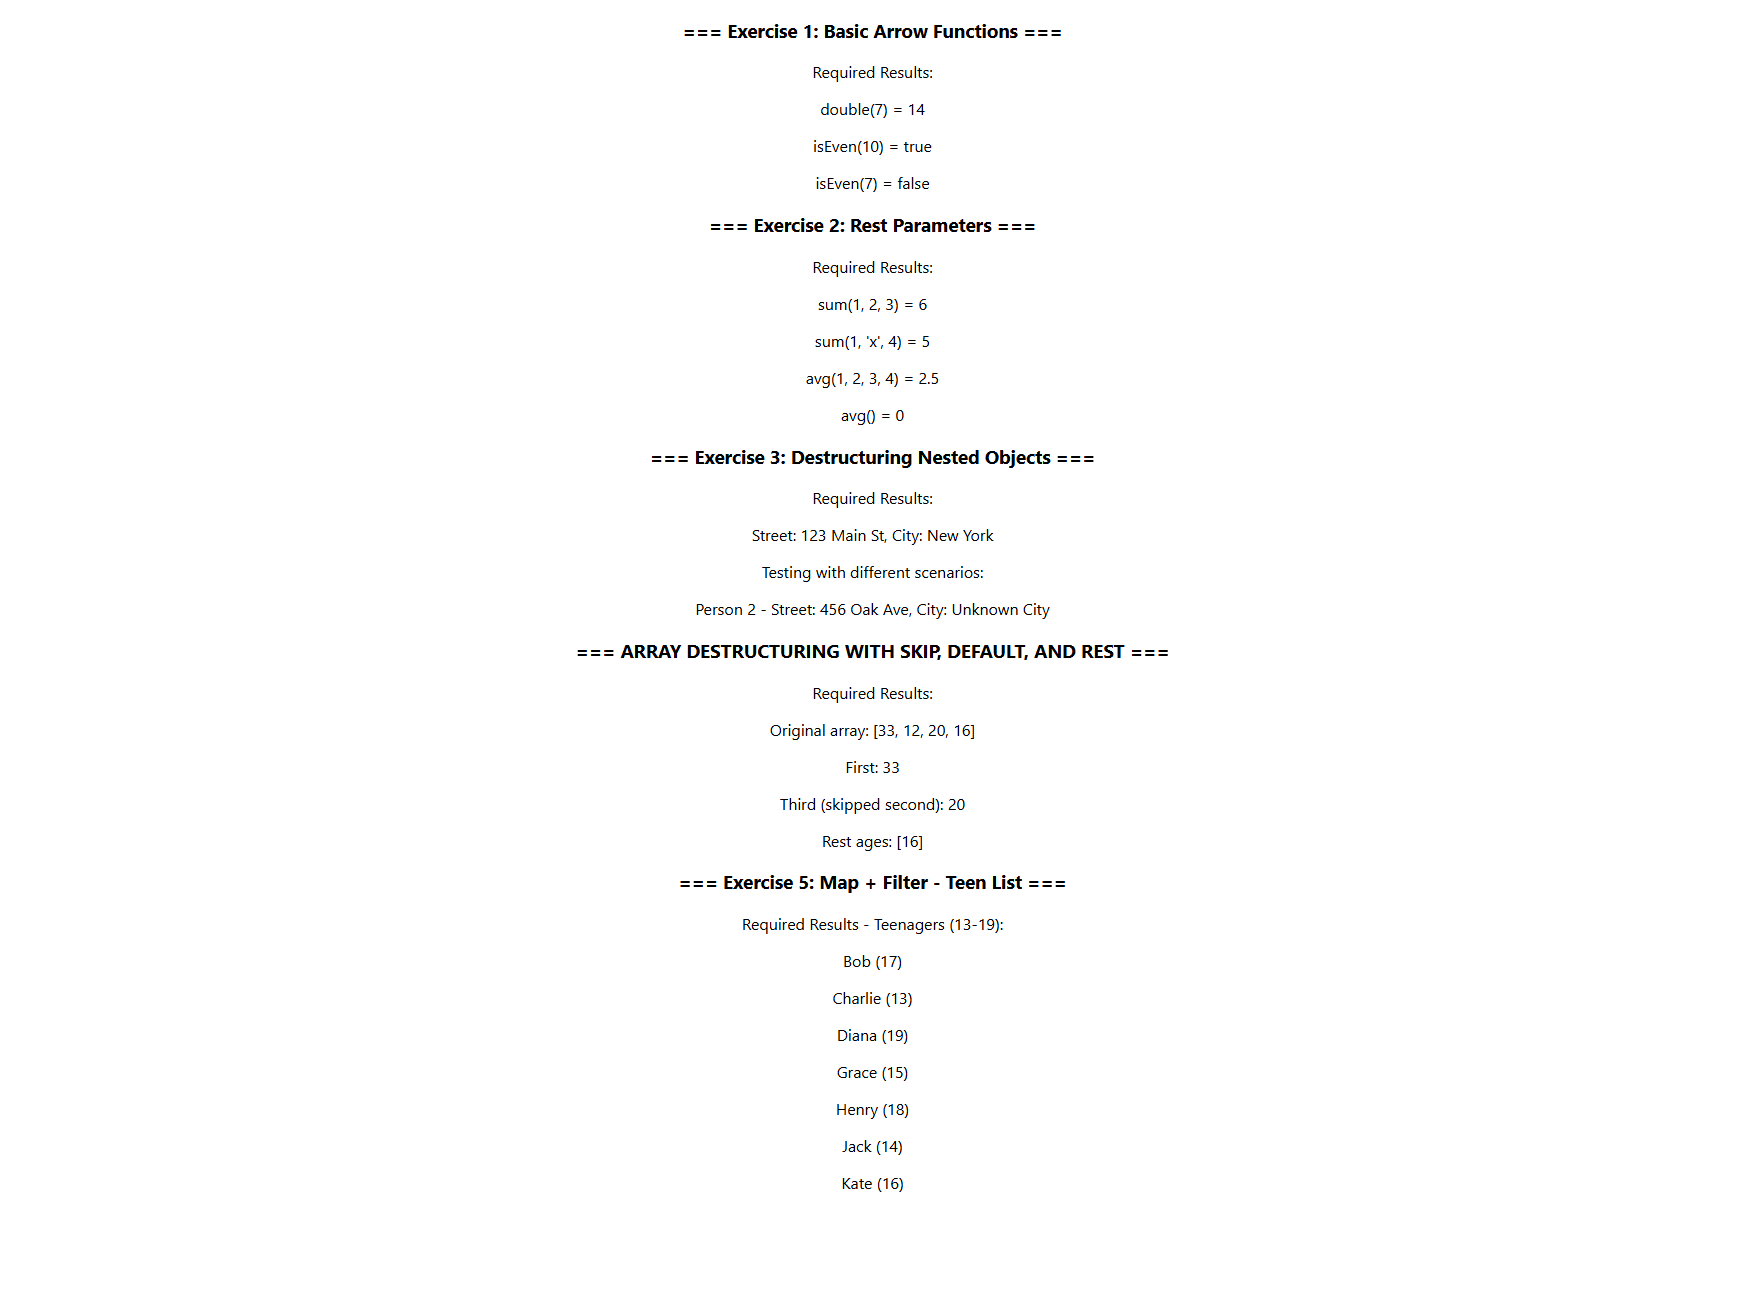 === Exercise 1: Basic Arrow Functions ===
Required Results:
double(7) = 14
isEven(10) = true
isEven(7) = false
=== Exercise 2: Rest Parameters ===
Required Results:
sum(1, 2, 3) = 6
sum(1, 'x', 4) = 5
avg(1, 2, 3, 4) = 2.5
avg() = 0
=== Exercise 3: Destructuring Nested Objects ===
Required Results:
Street: 123 Main St, City: New York
Testing with different scenarios:
Person 2 - Street: 456 Oak Ave, City: Unknown City
=== ARRAY DESTRUCTURING WITH SKIP, DEFAULT, AND REST ===
Required Results:
Original array: [33, 12, 20, 16]
First: 33
Third (skipped second): 20
Rest ages: [16]
=== Exercise 5: Map + Filter - Teen List ===
Required Results - Teenagers (13-19):
Bob (17)
Charlie (13)
Diana (19)
Grace (15)
Henry (18)
Jack (14)
Kate (16)